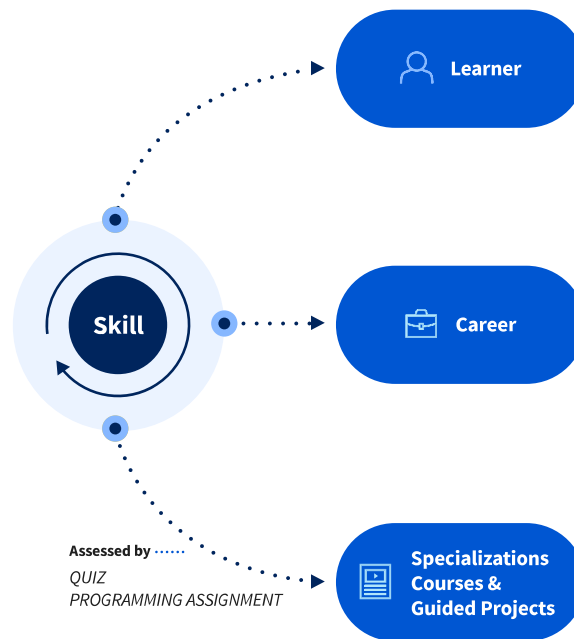 Learner
Skill
Career
Assessed by
QUIZ
PROGRAMMING ASSIGNMENT
Specializations
Courses &
Guided Projects